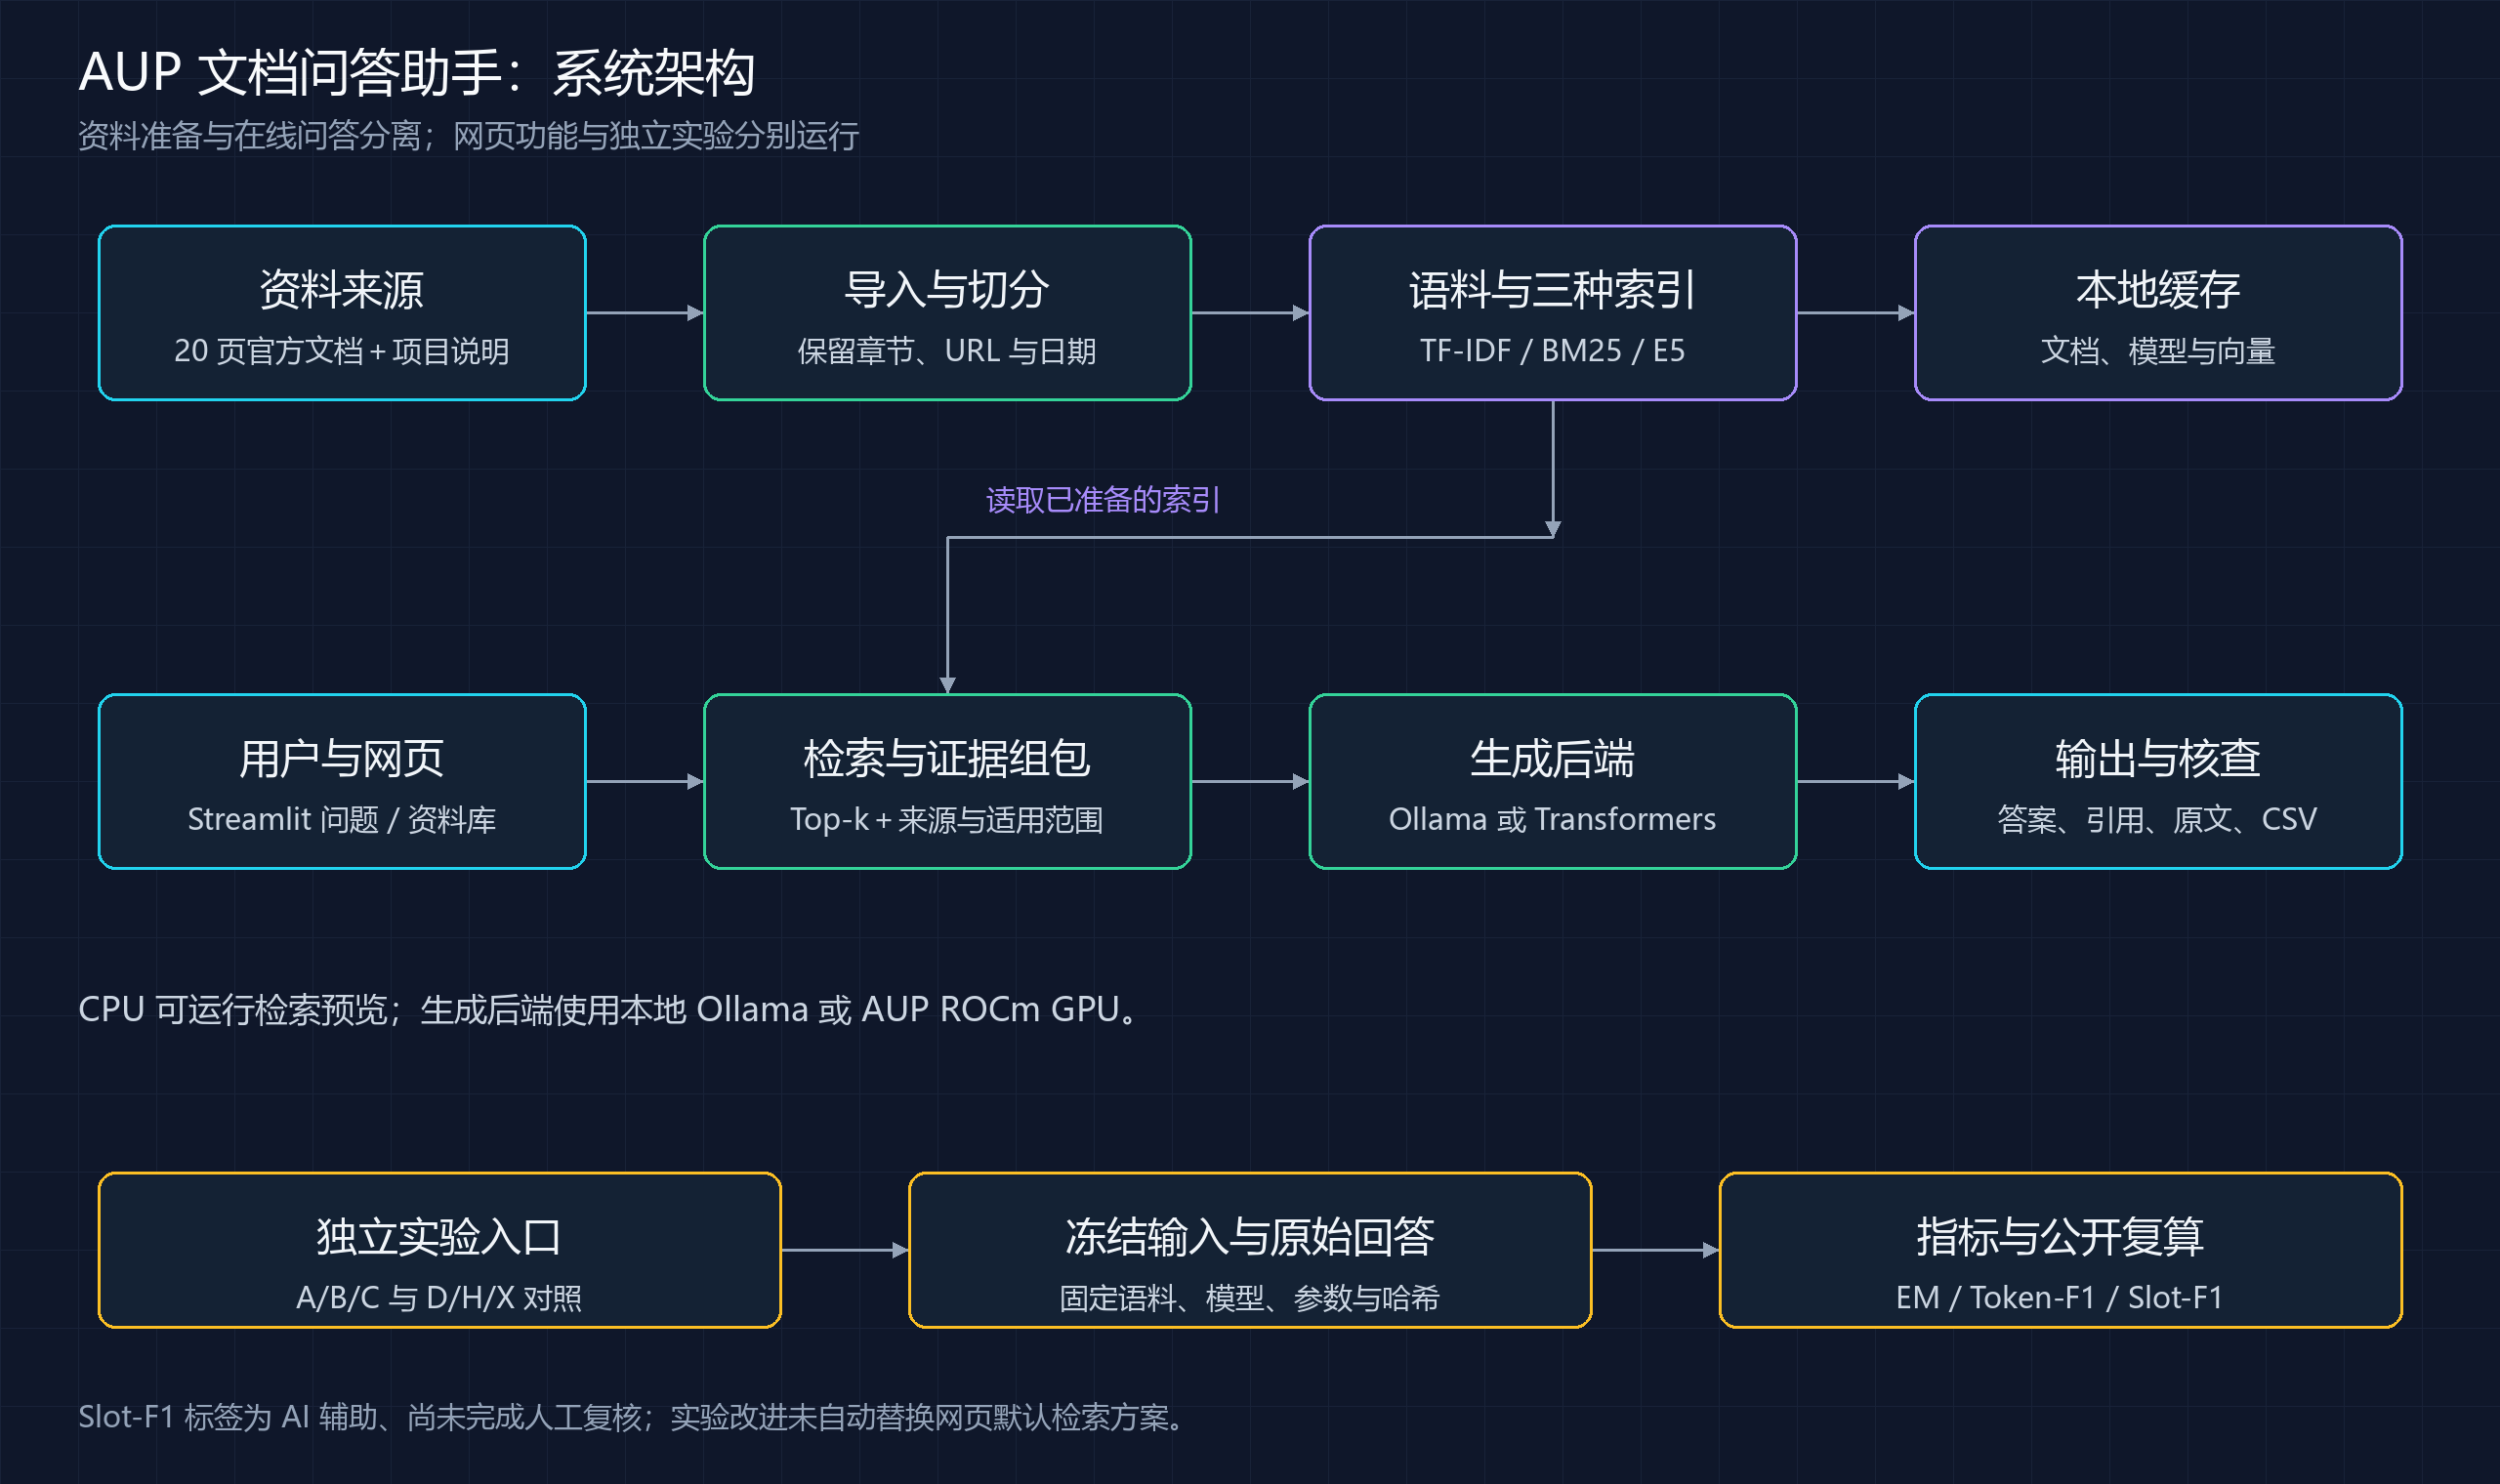 AUP 文档问答助手：系统架构
资料准备与在线问答分离；网页功能与独立实验分别运行
资料来源
20 页官方文档 + 项目说明
导入与切分
保留章节、URL 与日期
语料与三种索引
TF-IDF / BM25 / E5
本地缓存
文档、模型与向量
读取已准备的索引
用户与网页
Streamlit 问题 / 资料库
检索与证据组包
Top-k + 来源与适用范围
生成后端
Ollama 或 Transformers
输出与核查
答案、引用、原文、CSV
CPU 可运行检索预览；生成后端使用本地 Ollama 或 AUP ROCm GPU。
独立实验入口
A/B/C 与 D/H/X 对照
冻结输入与原始回答
固定语料、模型、参数与哈希
指标与公开复算
EM / Token-F1 / Slot-F1
Slot-F1 标签为 AI 辅助、尚未完成人工复核；实验改进未自动替换网页默认检索方案。